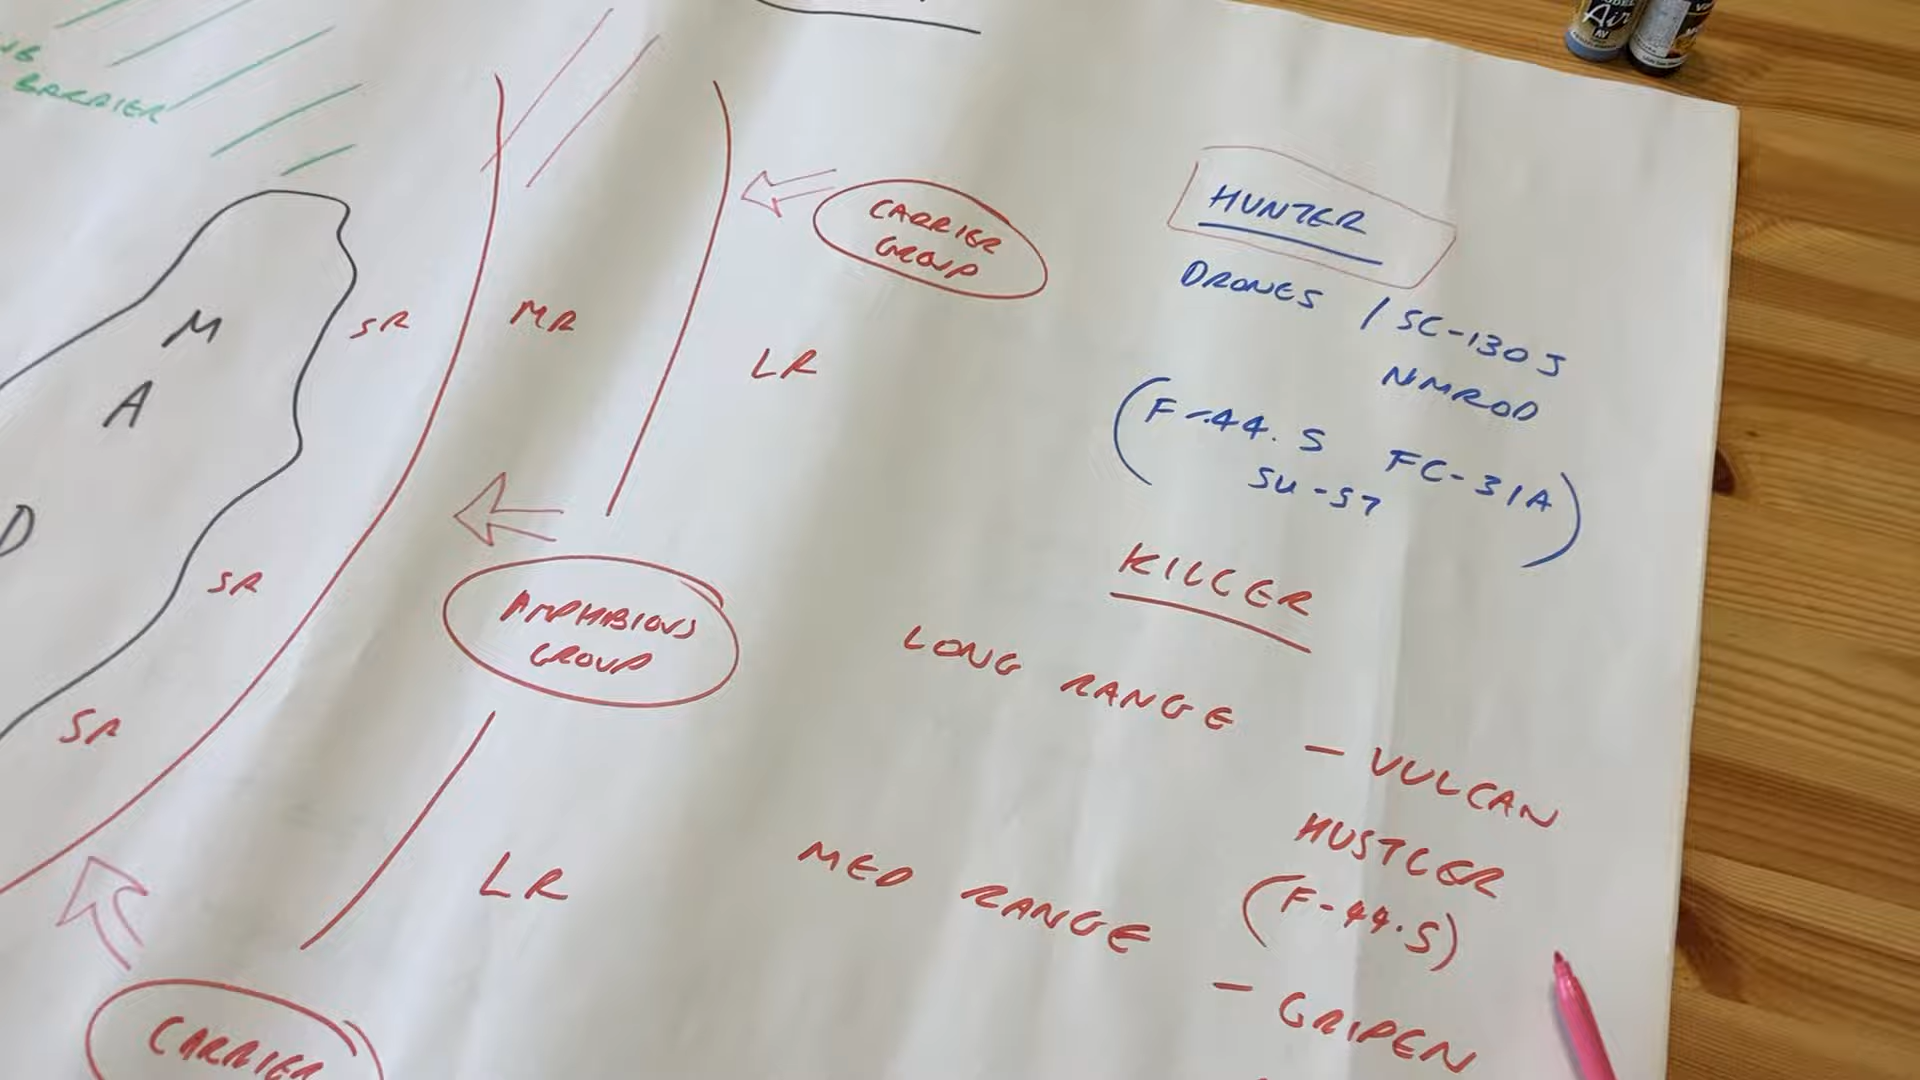 BARRIER
M
A
D
SR
MR
LR
SR
SR
LR
CARRIER
GROUP
AMPHIBIOUS
GROUP
CARRIER
HUNTER
DRONES / SC-130J
NMROD
(F-44.S FC-31A)
SU-57
KILLER
LONG RANGE
- VULCAN
HUSTLER
(F-44.S)
MED RANGE
- GRIPEN
Air